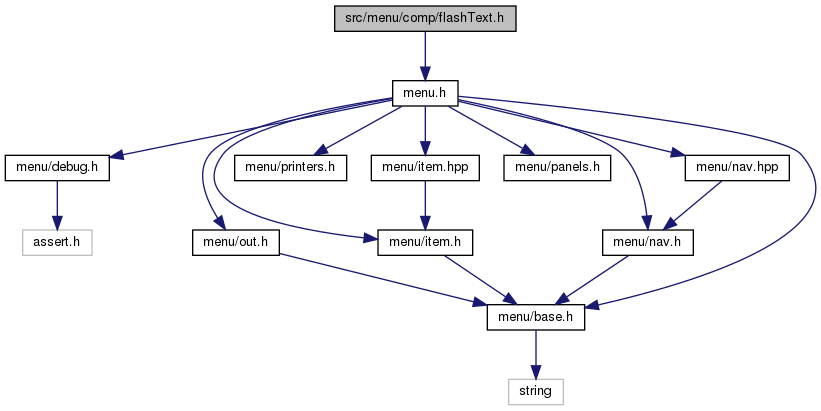 src/menu/comp/flashText.h
menu.h
menu/debug.h
menu/printers.h
menu/item.hpp
menu/panels.h
menu/nav.hpp
assert.h
menu/out.h
menu/item.h
menu/nav.h
menu/base.h
string